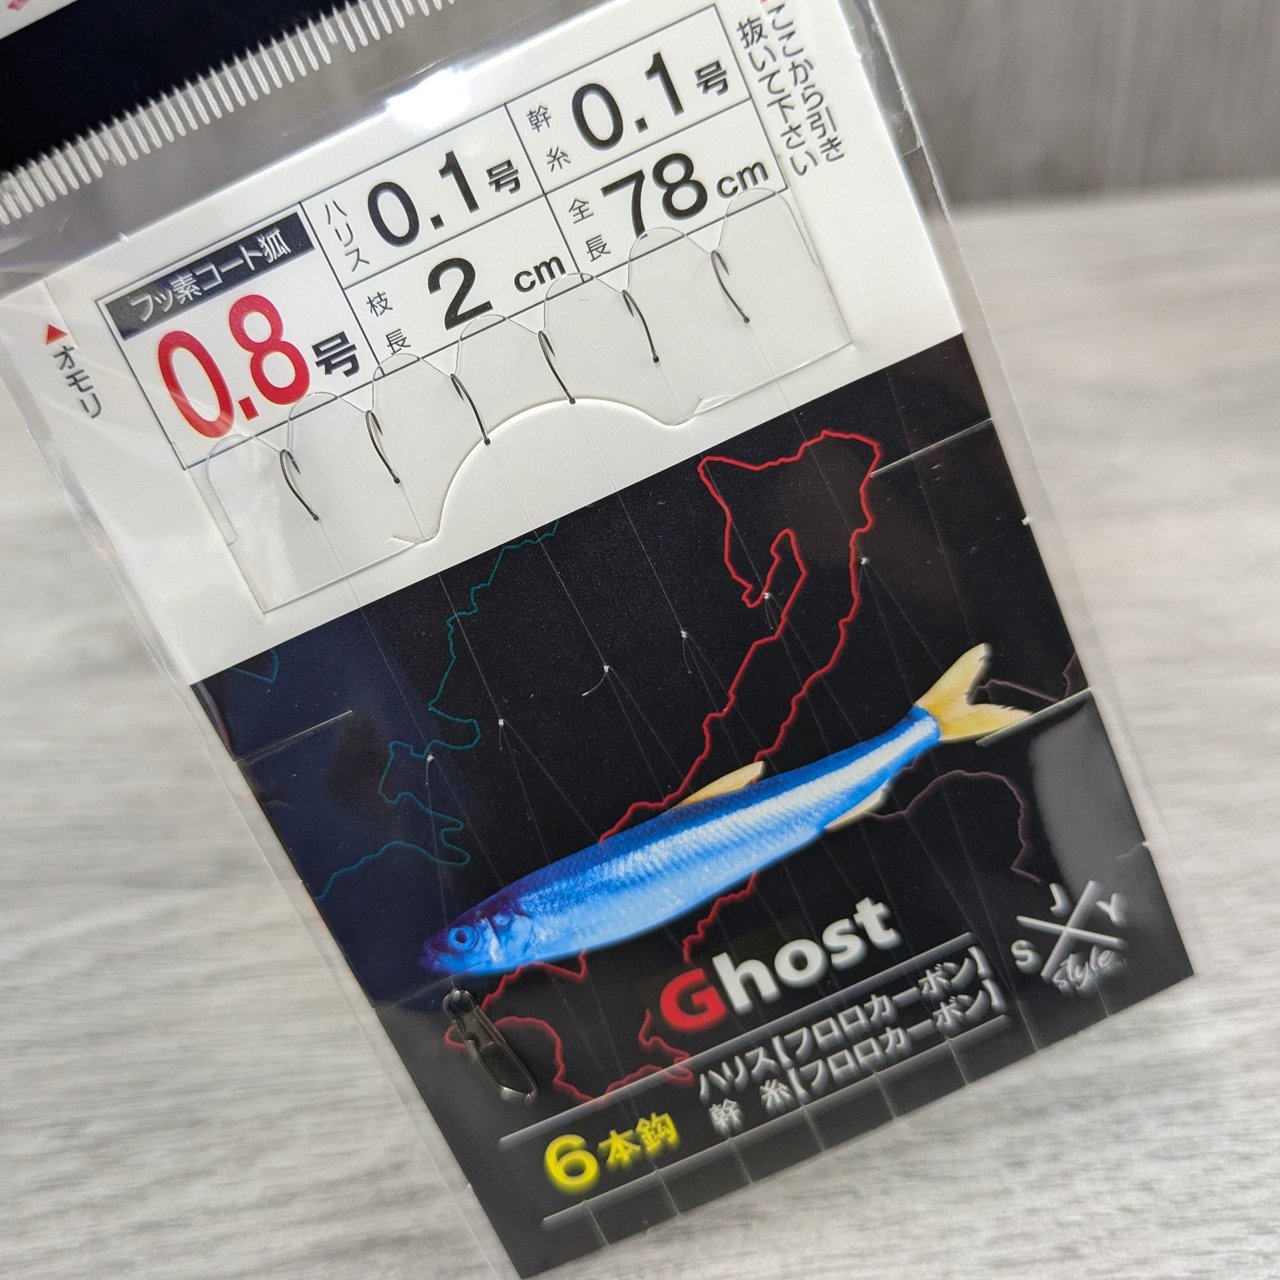 ここから引き
抜いて下さい
ハリス 0.1号
幹糸 0.1号
フッ素コート狐
0.8号
枝長 2cm
全長 78cm
▲オモリ
Ghost
ハリス【フロロカーボン】
幹糸【フロロカーボン】
6本鈎
S J Y
style